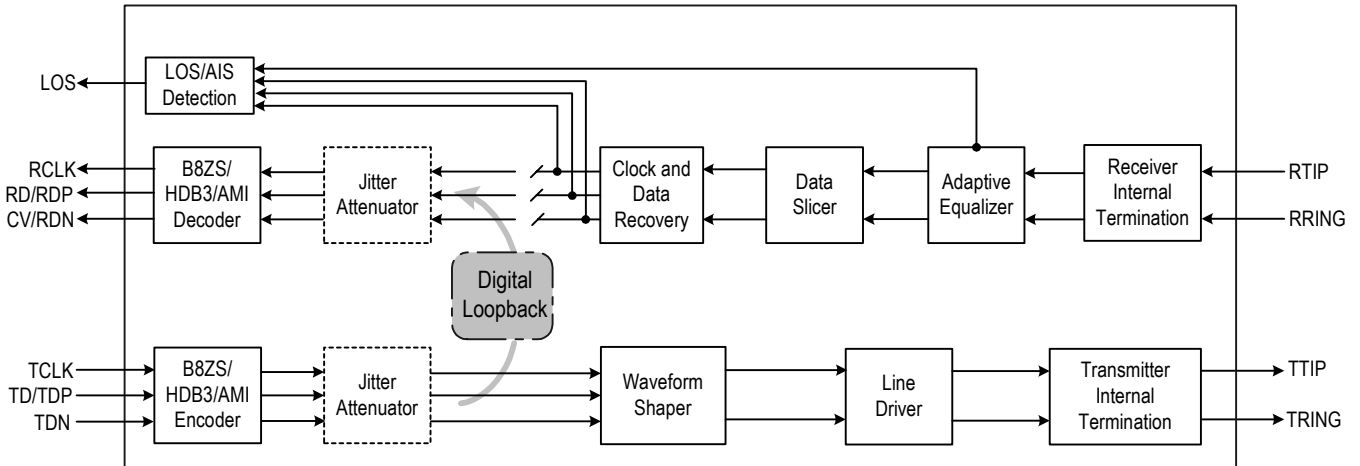 LOS
LOS/AIS
Detection
RCLK
RD/RDP
CV/RDN
B8ZS/
HDB3/AMI
Decoder
Jitter
Attenuator
Clock and
Data
Recovery
Data
Slicer
Adaptive
Equalizer
Receiver
Internal
Termination
RTIP
RRING
Digital
Loopback
TCLK
TD/TDP
TDN
B8ZS/
HDB3/AMI
Encoder
Jitter
Attenuator
Waveform
Shaper
Line
Driver
Transmitter
Internal
Termination
TTIP
TRING